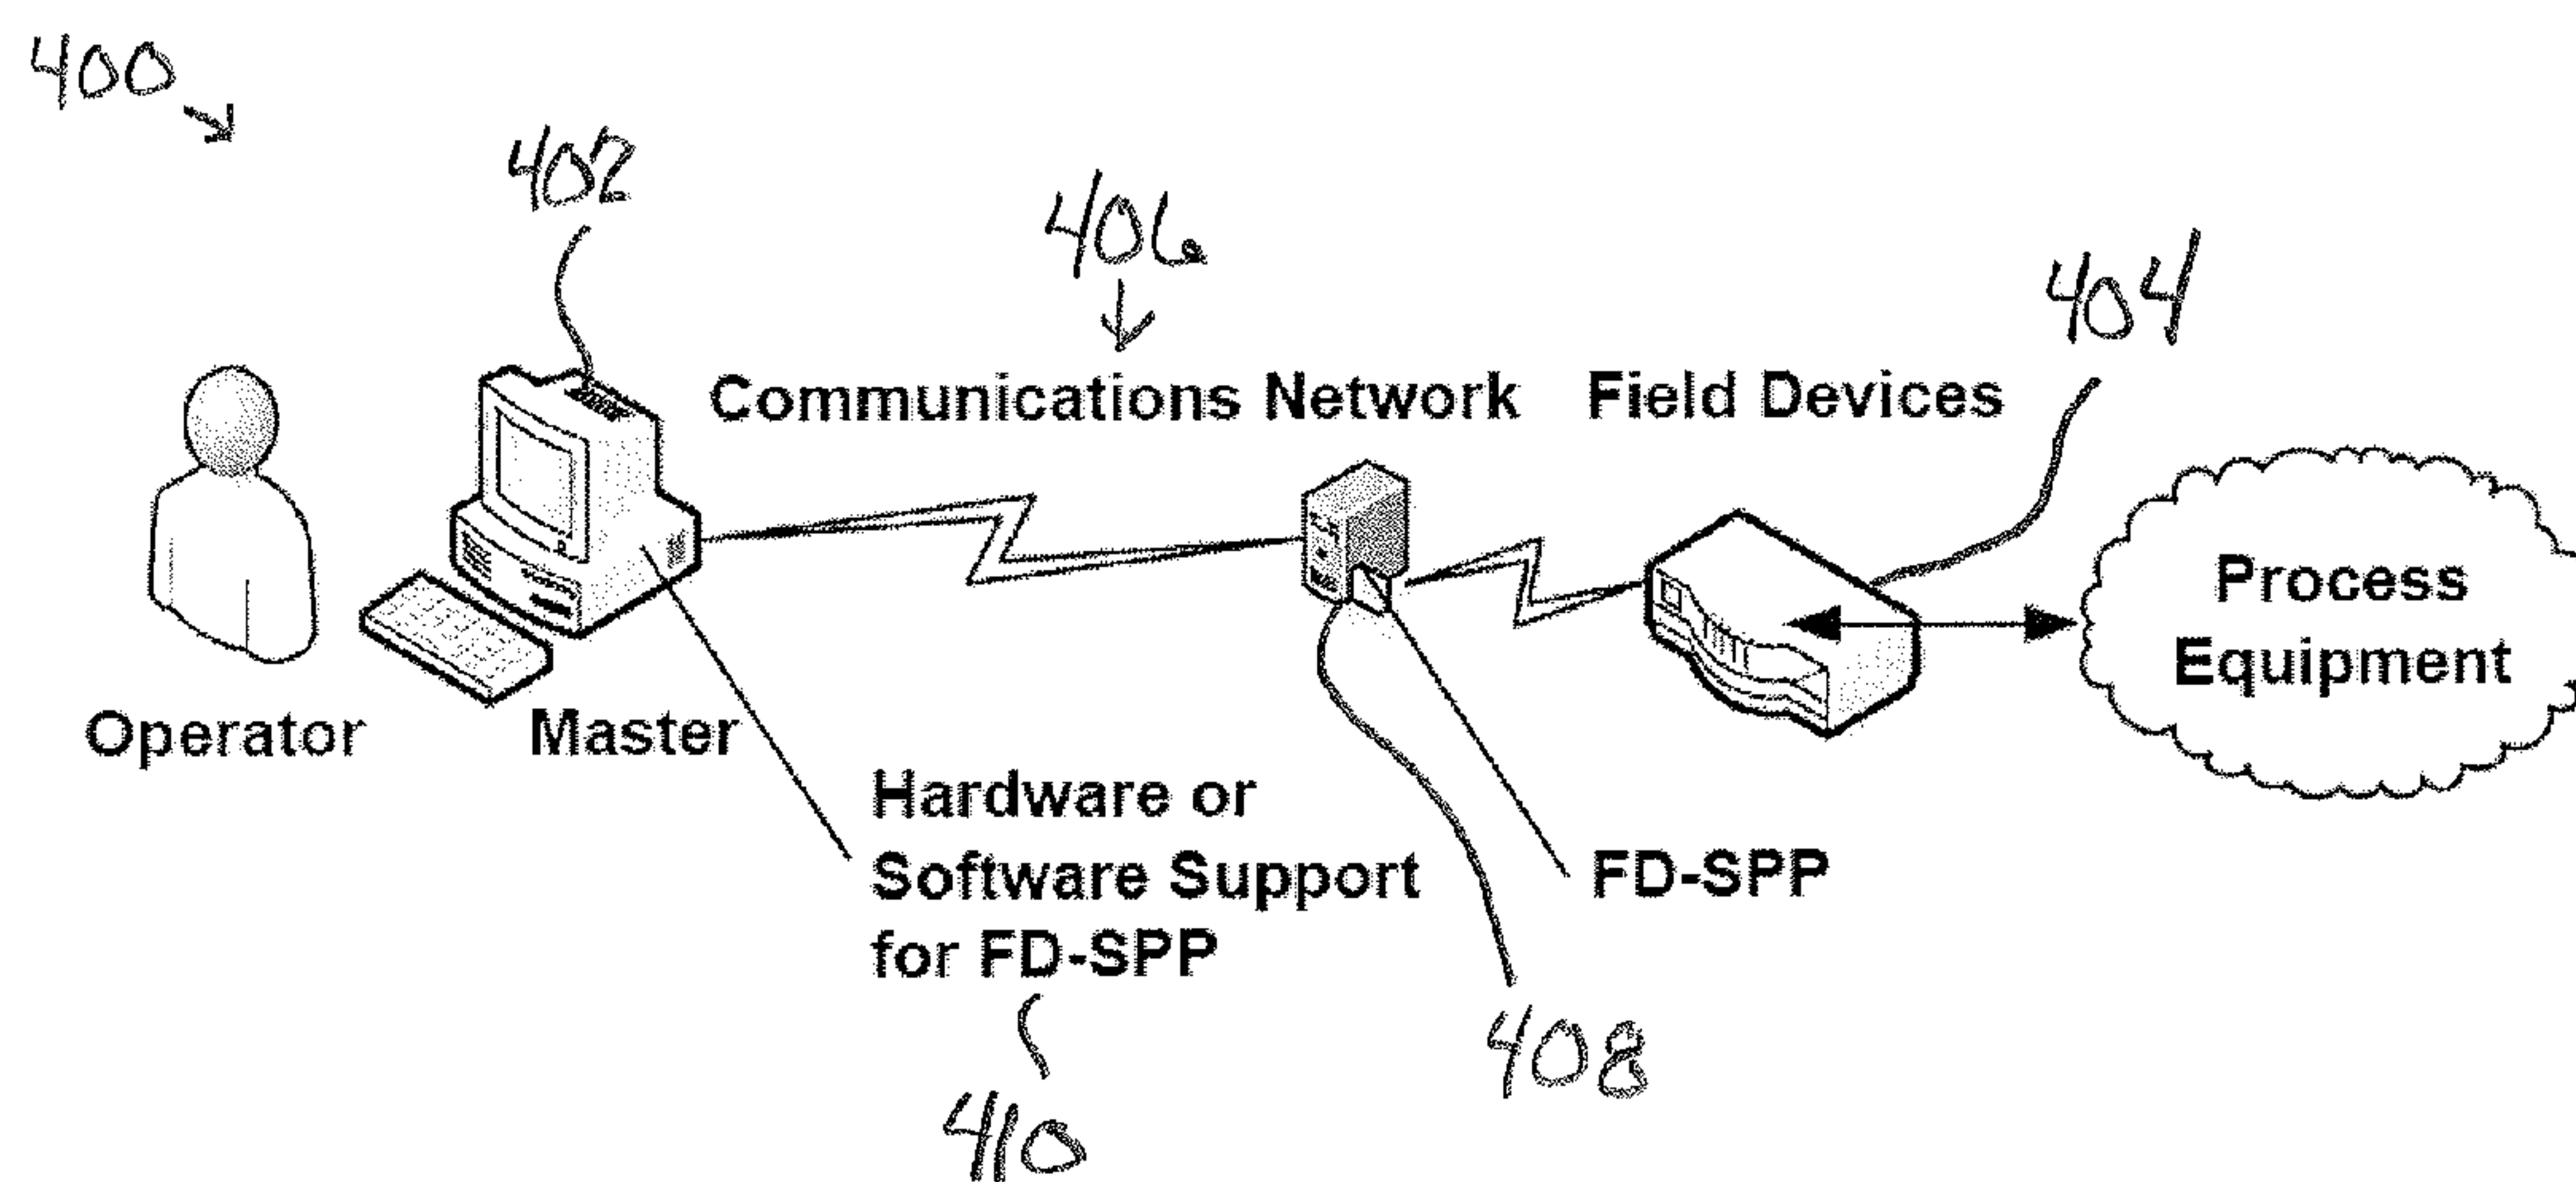 400
402
406
404
Communications Network
Field Devices
Process
Equipment
Operator
Master
Hardware or
Software Support
for FD-SPP
FD-SPP
408
410